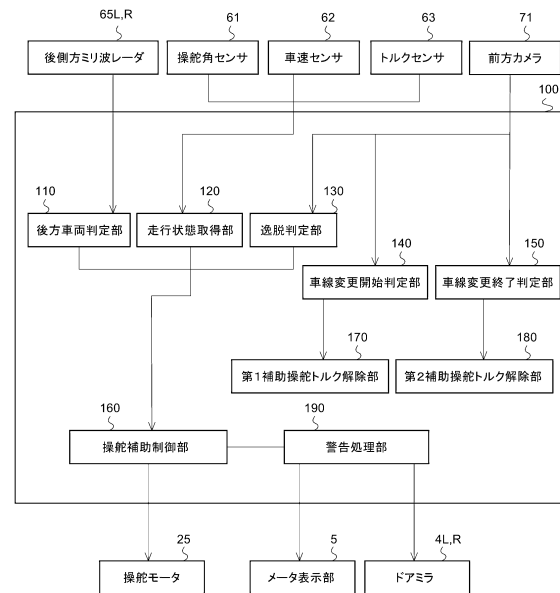 65L,R
61
62
63
71
後側方ミリ波レーダ
操舵角センサ
車速センサ
トルクセンサ
前方カメラ
100
110
120
130
後方車両判定部
走行状態取得部
逸脱判定部
140
150
車線変更開始判定部
車線変更終了判定部
170
180
第1補助操舵トルク解除部
第2補助操舵トルク解除部
160
190
操舵補助制御部
警告処理部
25
5
4L,R
操舵モータ
メータ表示部
ドアミラ